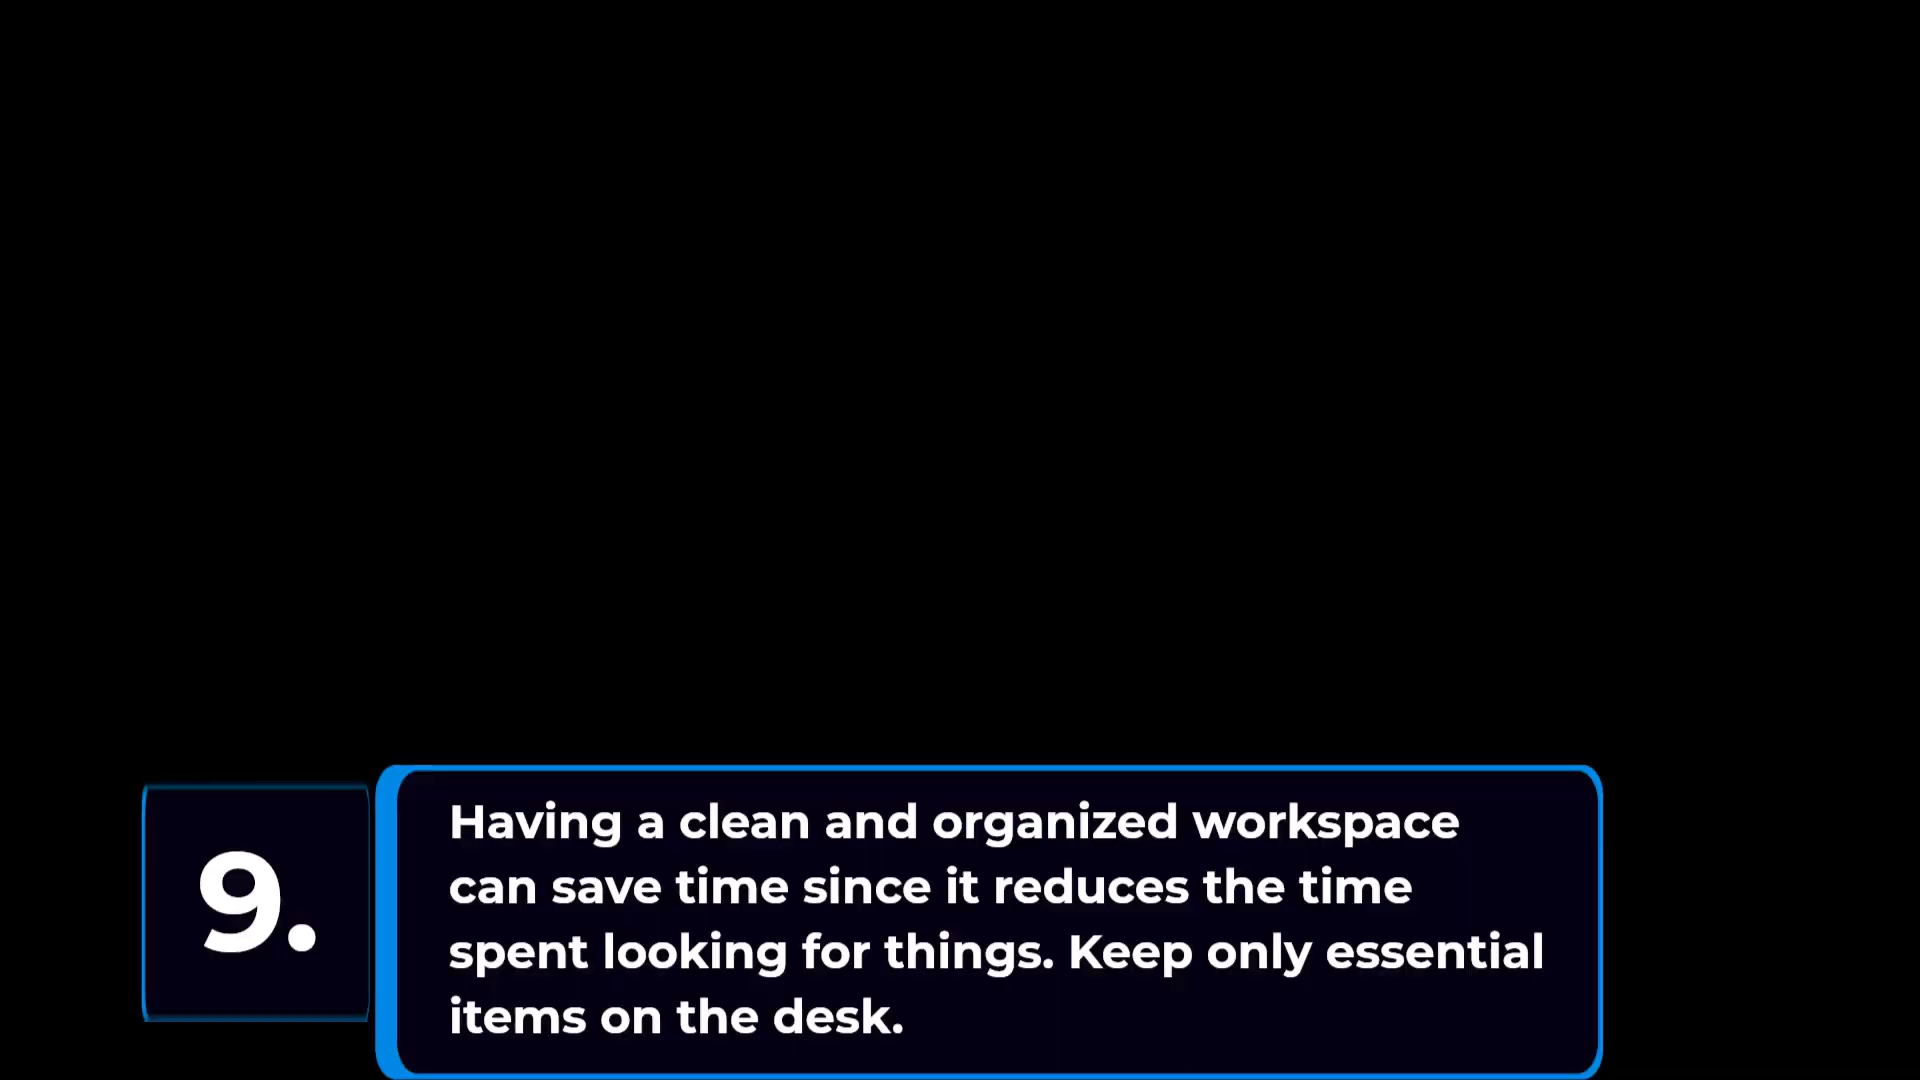 9.
Having a clean and organized workspace
can save time since it reduces the time
spent looking for things. Keep only essential
items on the desk.